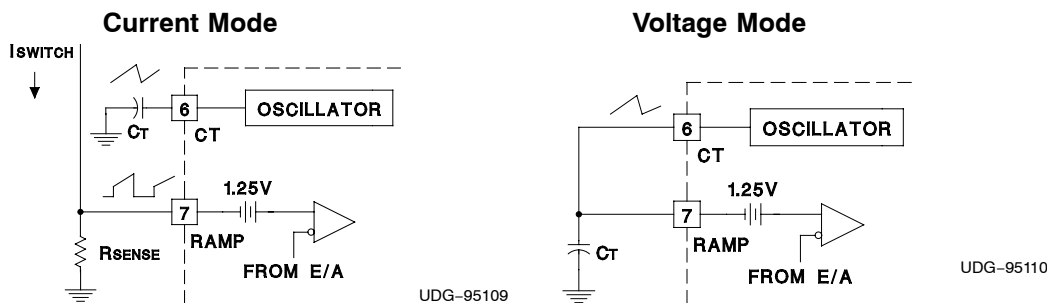 Current Mode
ISWITCH
6
OSCILLATOR
CT
CT
1.25V
7
RAMP
RSENSE
FROM E/A
UDG−95109
Voltage Mode
6
OSCILLATOR
CT
1.25V
7
RAMP
CT
FROM E/A
UDG−95110